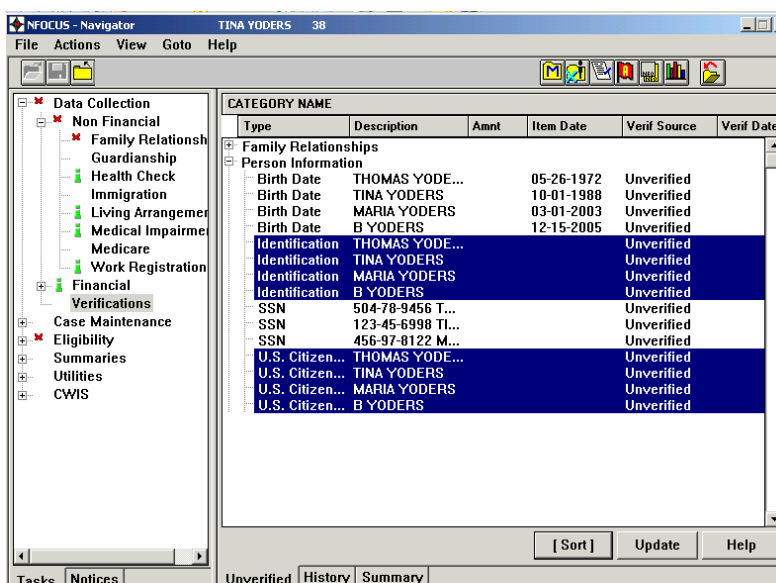 NFOCUS - Navigator TINA YODERS 38
File Actions View Goto Help
Data Collection
Non Financial
Family Relationsh
Guardianship
Health Check
Immigration
Living Arrangemer
Medical Impairmer
Medicare
Work Registration
Financial
Verifications
Case Maintenance
Eligibility
Summaries
Utilities
CWIS
Tasks Notices
CATEGORY NAME
Type Description Amnt Item Date Verif Source Verif Date
Family Relationships
Person Information
Birth Date THOMAS YODE... 05-26-1972 Unverified
Birth Date TINA YODERS 10-01-1988 Unverified
Birth Date MARIA YODERS 03-01-2003 Unverified
Birth Date B YODERS 12-15-2005 Unverified
Identification THOMAS YODE... Unverified
Identification TINA YODERS Unverified
Identification MARIA YODERS Unverified
Identification B YODERS Unverified
SSN 504-78-9456 T... Unverified
SSN 123-45-6998 TI... Unverified
SSN 456-97-8122 M... Unverified
U.S. Citizen... THOMAS YODE... Unverified
U.S. Citizen... TINA YODERS Unverified
U.S. Citizen... MARIA YODERS Unverified
U.S. Citizen... B YODERS Unverified
[ Sort ] Update Help
Unverified History Summary